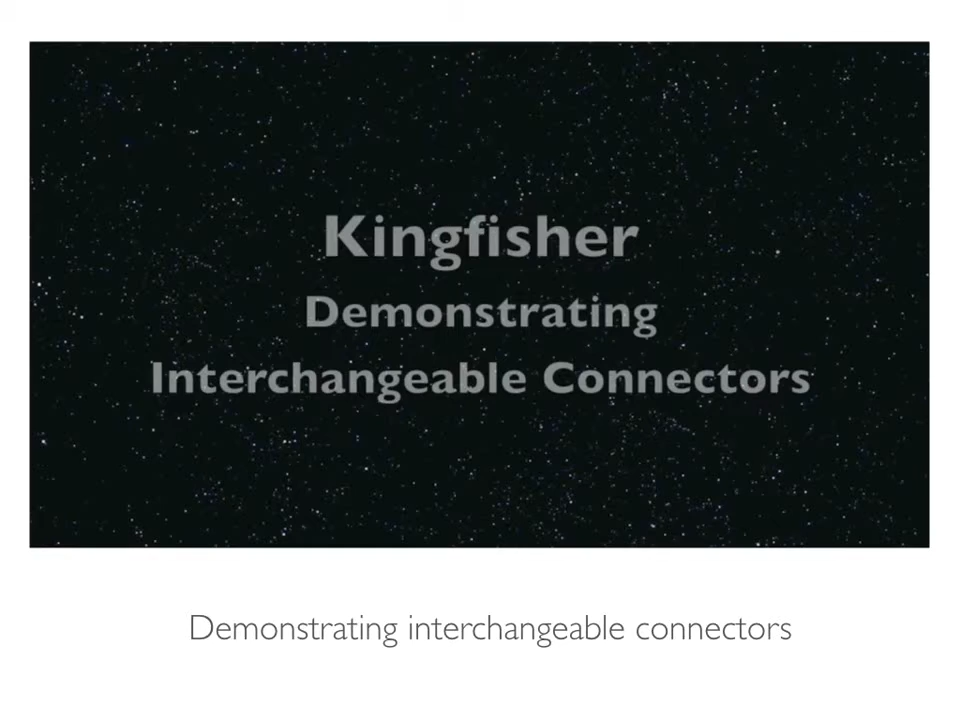 Kingfisher
Demonstrating
Interchangeable Connectors
Demonstrating interchangeable connectors